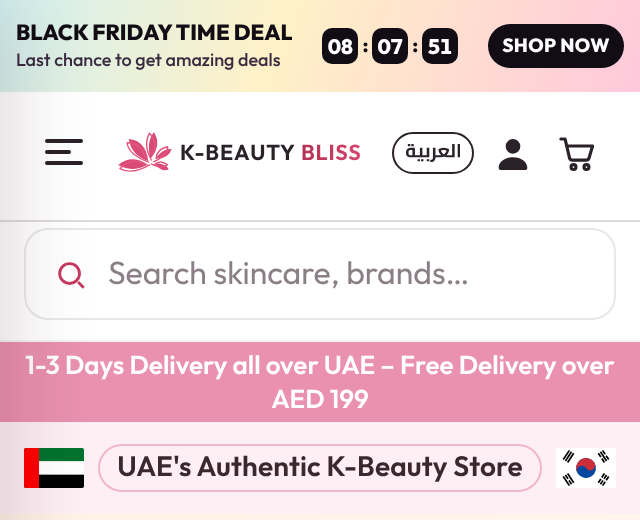 BLACK FRIDAY TIME DEAL
Last chance to get amazing deals
08 : 07 : 51
SHOP NOW
K-BEAUTY BLISS
العربية
Search skincare, brands...
1-3 Days Delivery all over UAE – Free Delivery over
AED 199
UAE's Authentic K-Beauty Store